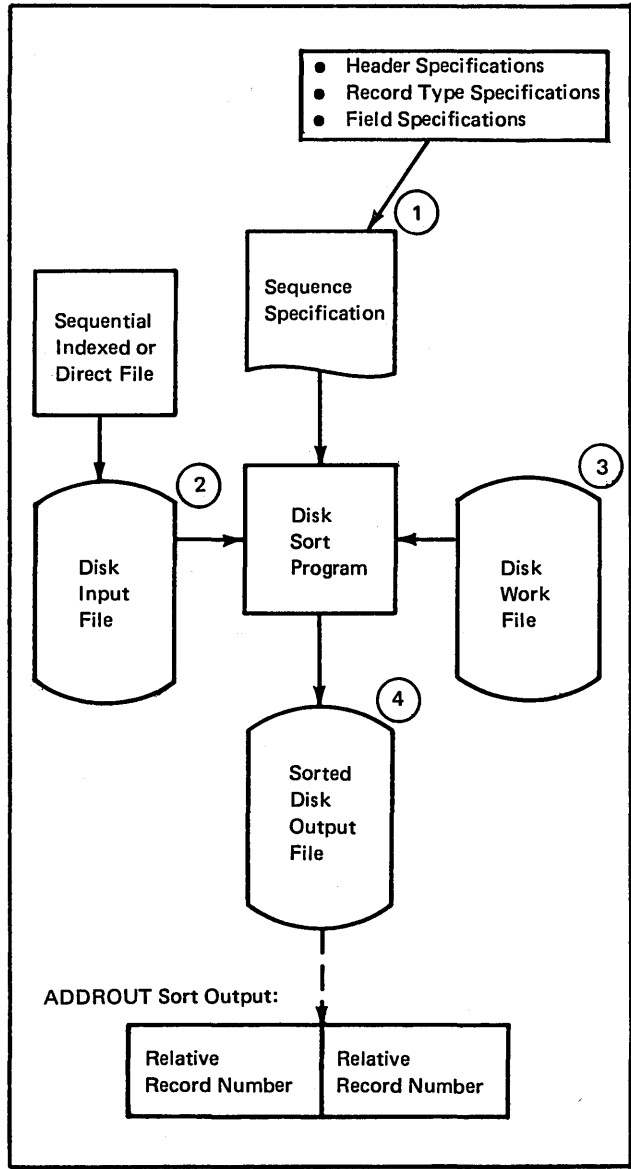 ● Header Specifications
● Record Type Specifications
● Field Specifications
1
Sequence
Specification
Sequential
Indexed or
Direct File
2
Disk
Input
File
Disk
Sort
Program
3
Disk
Work
File
4
Sorted
Disk
Output
File
ADDROUT Sort Output:
Relative
Record Number
Relative
Record Number